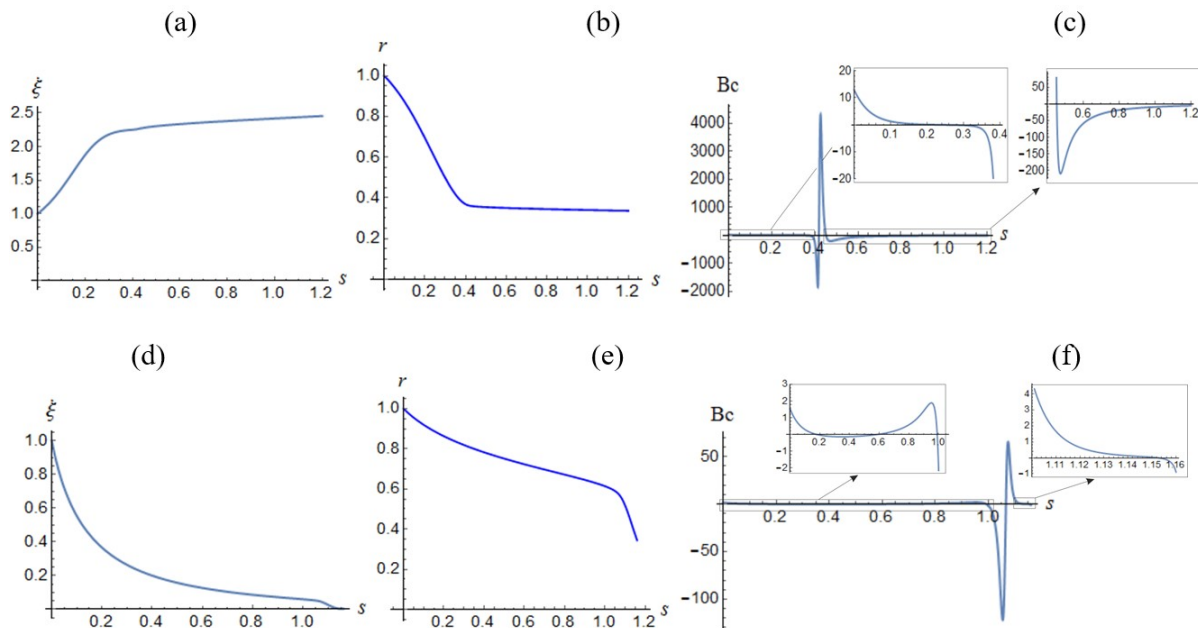 (a)
ξ̇
2.5
2.0
1.5
1.0
0.5
0.2 0.4 0.6 0.8 1.0 1.2 s
(b)
r
1.0
0.8
0.6
0.4
0.2
0.2 0.4 0.6 0.8 1.0 1.2 s
(c)
Bc
4000
3000
2000
1000
-1000
-2000
0.2 0.4 0.6 0.8 1.0 1.2 s
20
10
-10
-20
0.1 0.2 0.3 0.4
50
-50
-100
-150
-200
0.6 0.8 1.0 1.2
(d)
ξ̇
1.0
0.8
0.6
0.4
0.2
0.2 0.4 0.6 0.8 1.0 s
(e)
r
1.0
0.8
0.6
0.4
0.2
0.2 0.4 0.6 0.8 1.0 1.2 s
(f)
Bc
50
-50
-100
0.2 0.4 0.6 0.8 1.0 s
3
2
1
-1
-2
0.2 0.4 0.6 0.8 1.0
4
3
2
1
-1
1.11 1.12 1.13 1.14 1.15 1.16